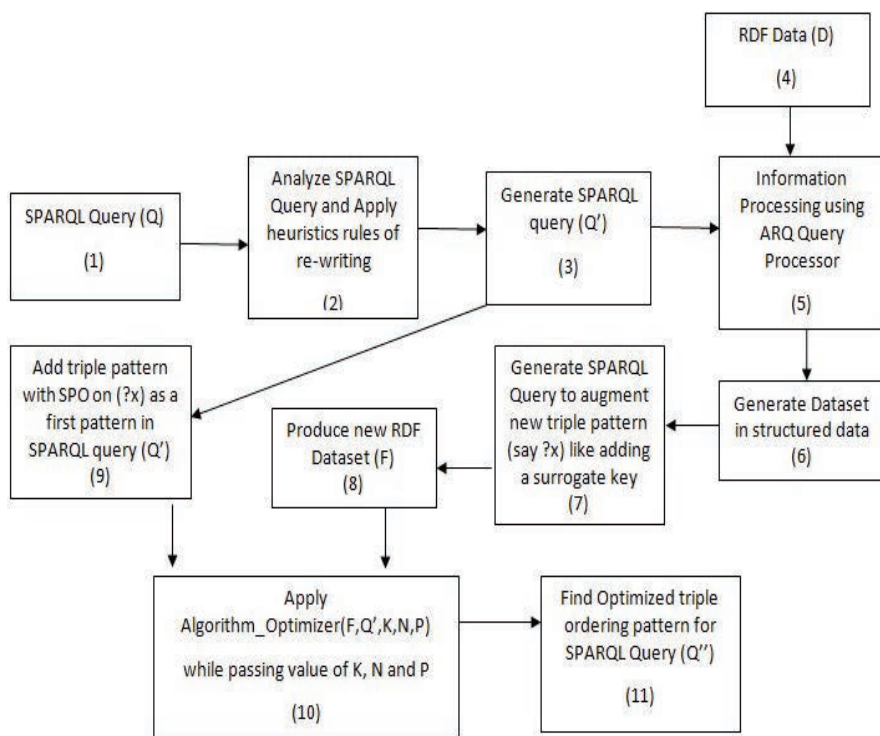 SPARQL Query (Q)
(1)
Analyze SPARQL
Query and Apply
heuristics rules of
re-writing
(2)
Generate SPARQL
query (Q’)
(3)
RDF Data (D)
(4)
Information
Processing using
ARQ Query
Processor
(5)
Generate Dataset
in structured data
(6)
Generate SPARQL
Query to augment
new triple pattern
(say ?x) like adding
a surrogate key
(7)
Produce new RDF
Dataset (F)
(8)
Add triple pattern
with SPO on (?x) as a
first pattern in
SPARQL query (Q’)
(9)
Apply
Algorithm_Optimizer(F,Q’,K,N,P)
while passing value of K, N and P
(10)
Find Optimized triple
ordering pattern for
SPARQL Query (Q’’)
(11)